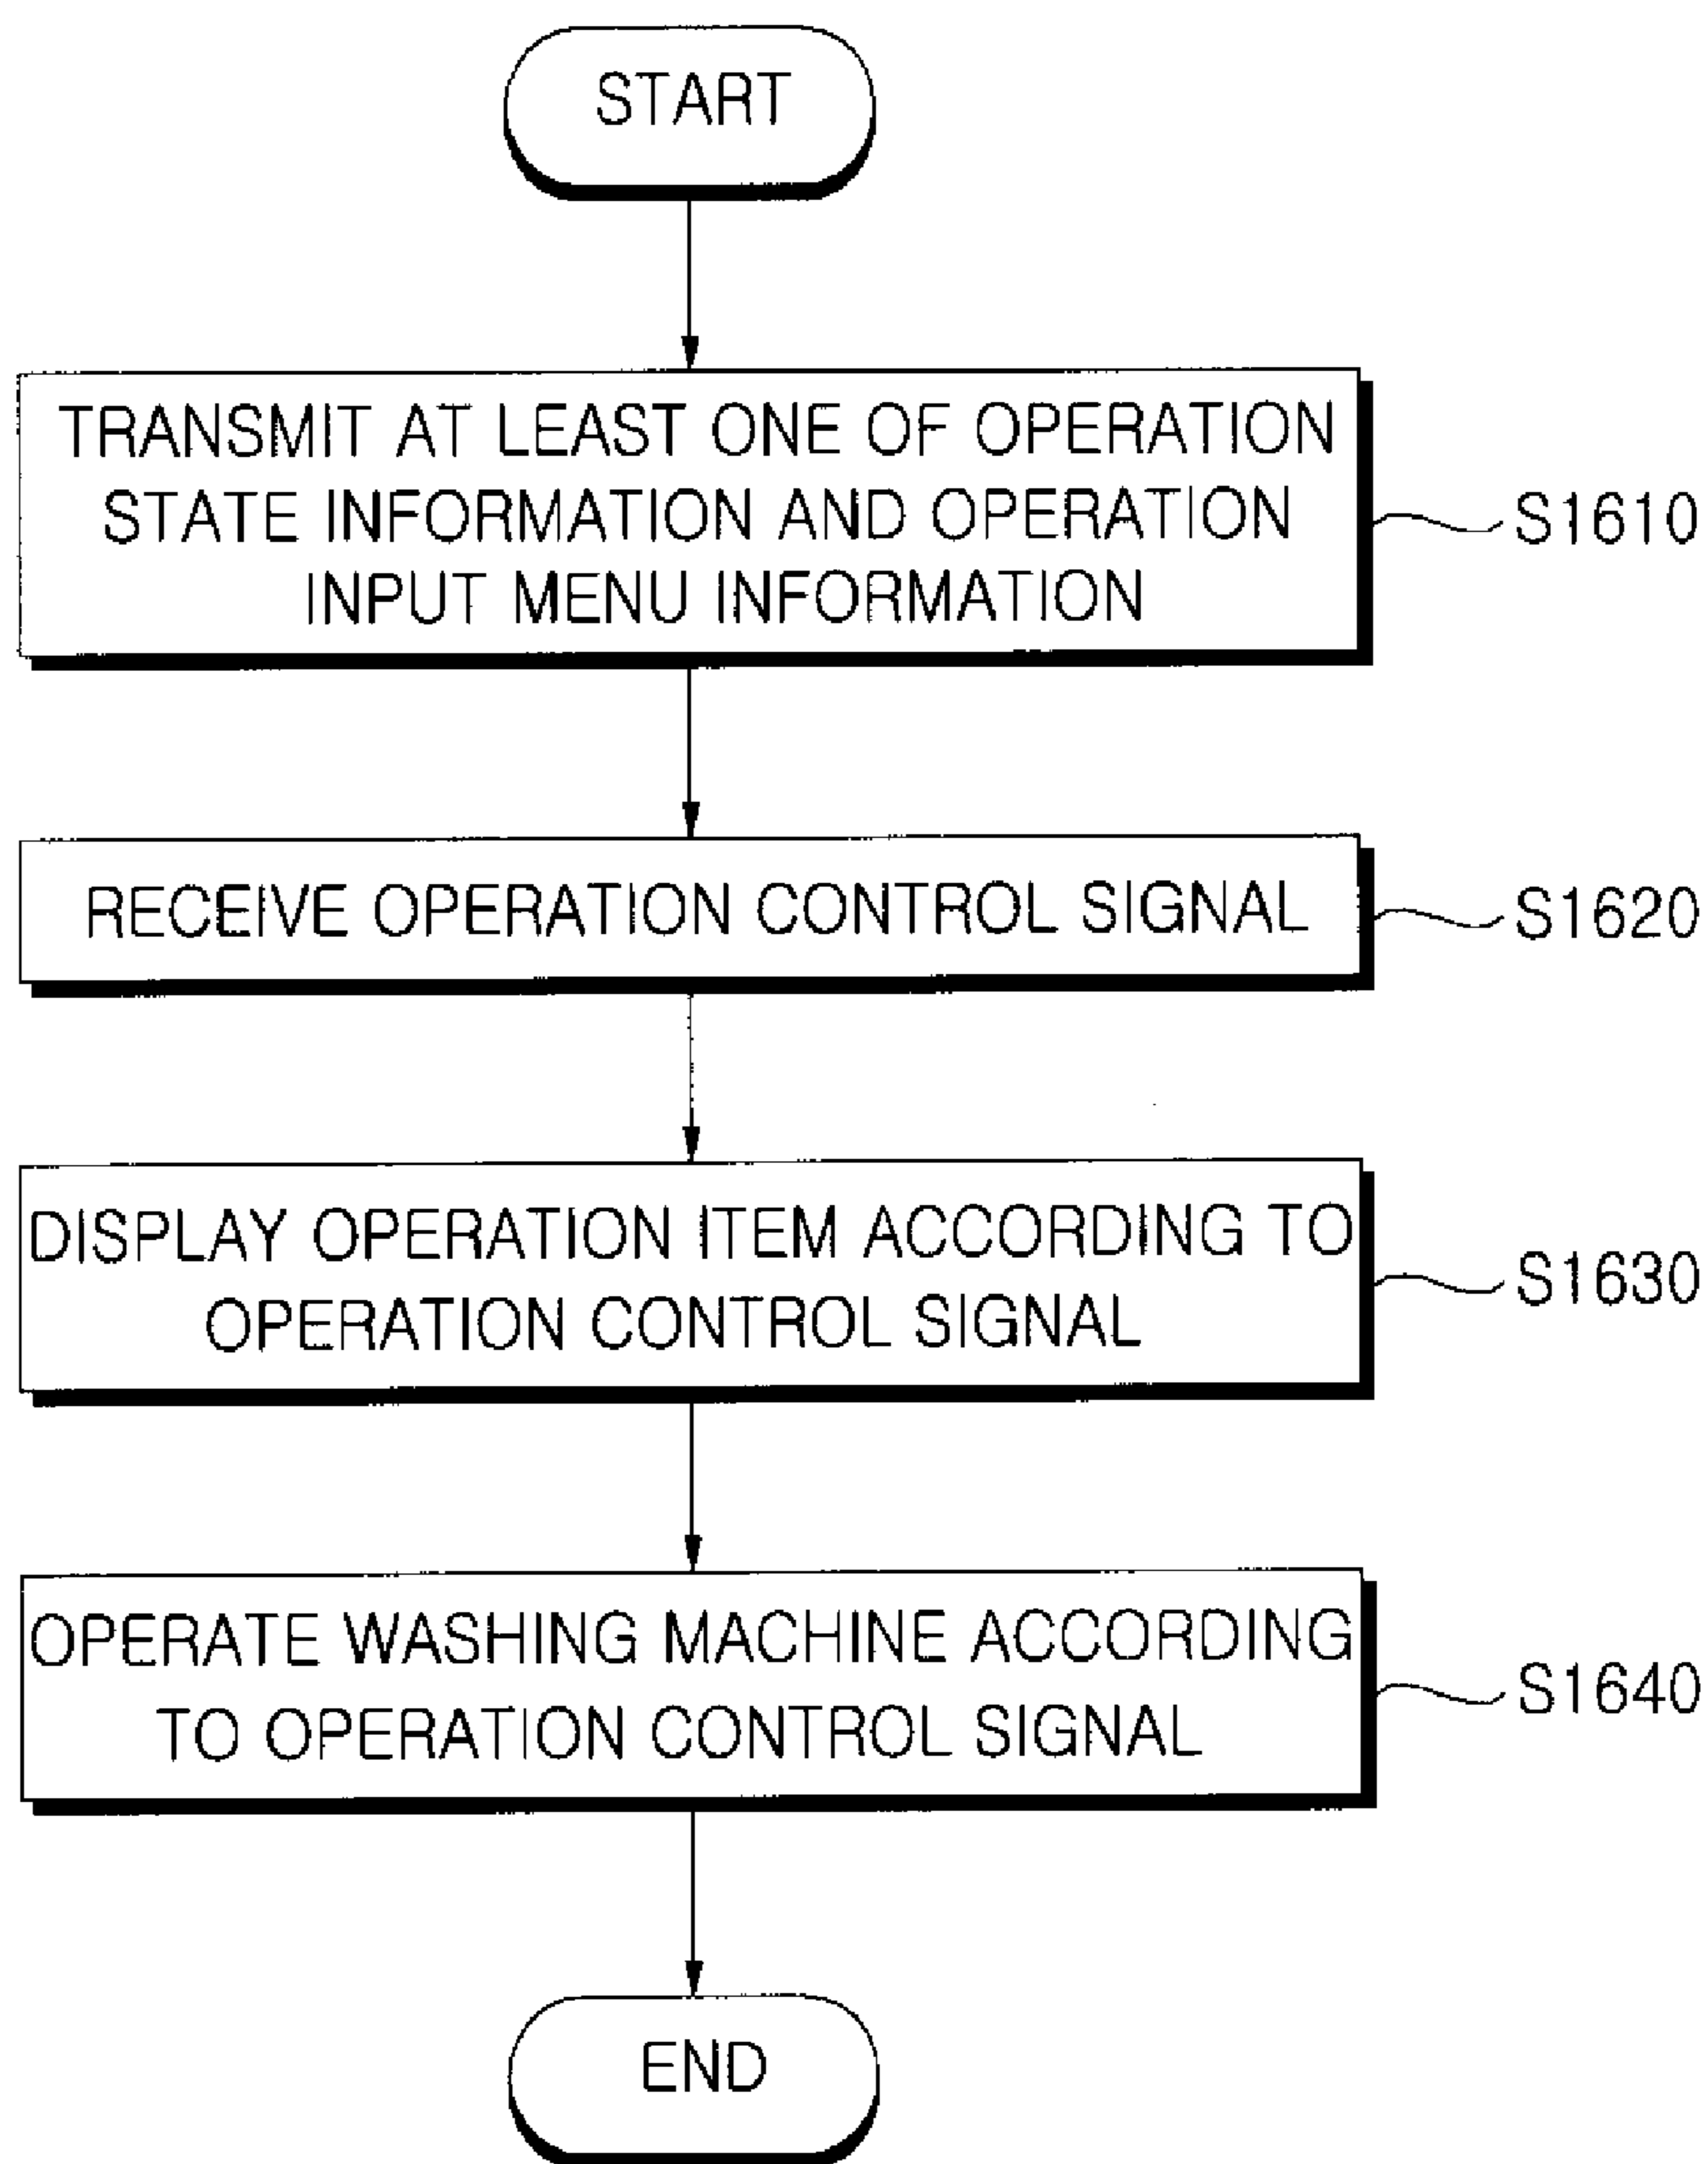 START
TRANSMIT AT LEAST ONE OF OPERATION
STATE INFORMATION AND OPERATION
INPUT MENU INFORMATION
S1610
RECEIVE OPERATION CONTROL SIGNAL
S1620
DISPLAY OPERATION ITEM ACCORDING TO
OPERATION CONTROL SIGNAL
S1630
OPERATE WASHING MACHINE ACCORDING
TO OPERATION CONTROL SIGNAL
S1640
END